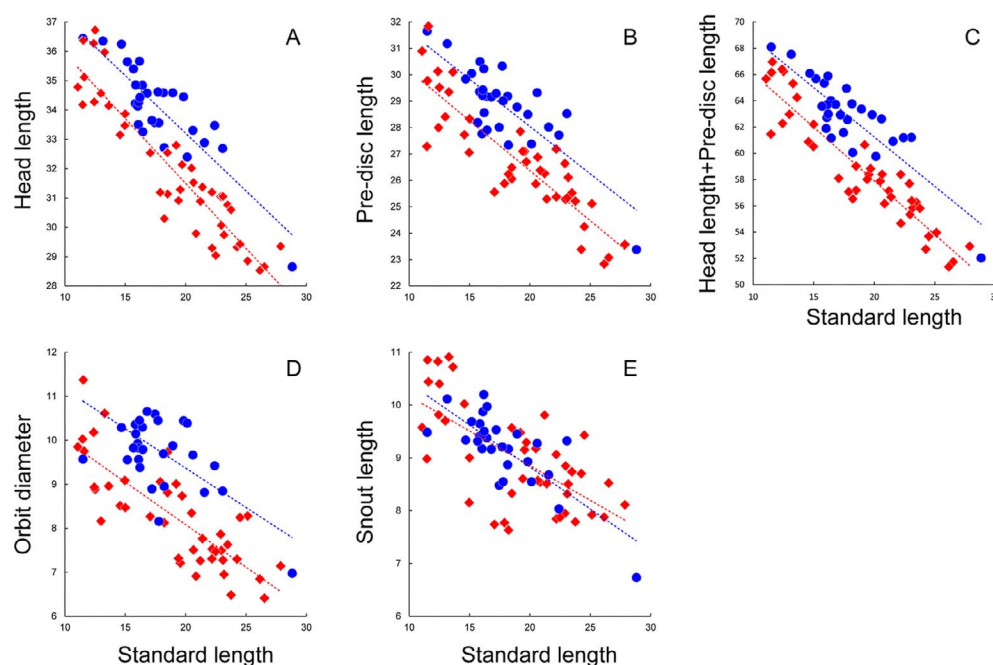 A
Head length
37
36
35
34
33
32
31
30
29
28
10 15 20 25 30
B
Pre-disc length
32
31
30
29
28
27
26
25
24
23
22
10 15 20 25 30
C
Head length+Pre-disc length
70
68
66
64
62
60
58
56
54
52
50
10 15 20 25 30
Standard length
D
Orbit diameter
12
11
10
9
8
7
6
10 15 20 25 30
Standard length
E
Snout length
11
10
9
8
7
6
10 15 20 25 30
Standard length